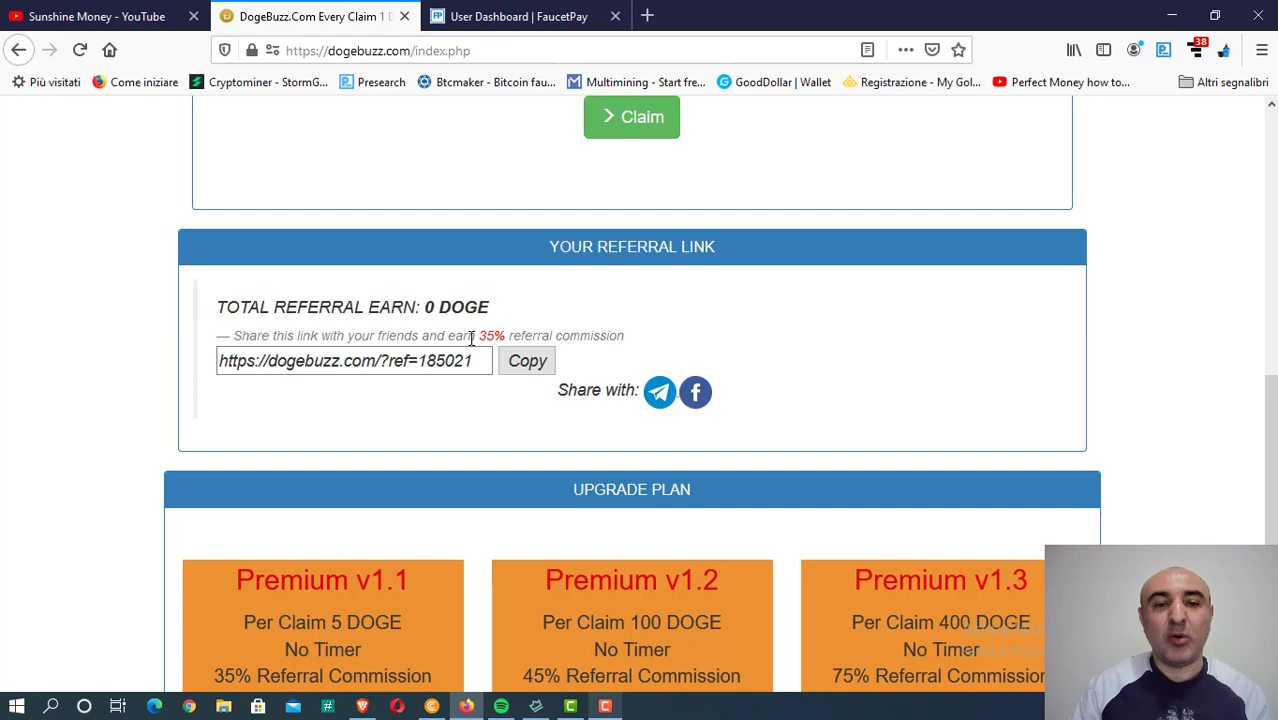 Sunshine Money - YouTube
DogeBuzz.Com Every Claim 1 D
User Dashboard | FaucetPay
https://dogebuzz.com/index.php
38
Più visitati
Come iniziare
Cryptominer - StormG...
Presearch
Btcmaker - Bitcoin fau...
Multimining - Start fre...
GoodDollar | Wallet
Registrazione - My Gol...
Perfect Money how to...
Altri segnalibri
Claim
YOUR REFERRAL LINK
TOTAL REFERRAL EARN: 0 DOGE
— Share this link with your friends and earn 35% referral commission
https://dogebuzz.com/?ref=185021
Copy
Share with:
UPGRADE PLAN
Premium v1.1
Per Claim 5 DOGE
No Timer
35% Referral Commission
Premium v1.2
Per Claim 100 DOGE
No Timer
45% Referral Commission
Premium v1.3
Per Claim 400 DOGE
No Timer
75% Referral Commission